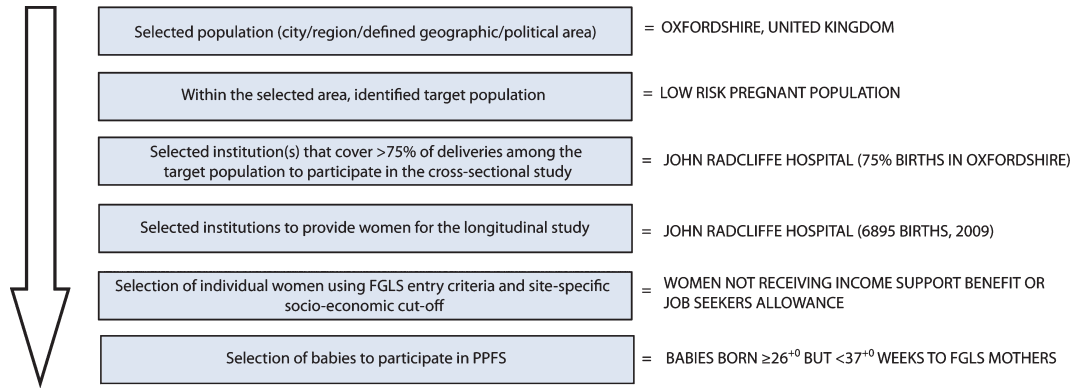 Selected population (city/region/defined geographic/political area)
= OXFORDSHIRE, UNITED KINGDOM
Within the selected area, identified target population
= LOW RISK PREGNANT POPULATION
Selected institution(s) that cover >75% of deliveries among the
target population to participate in the cross-sectional study
= JOHN RADCLIFFE HOSPITAL (75% BIRTHS IN OXFORDSHIRE)
Selected institutions to provide women for the longitudinal study
= JOHN RADCLIFFE HOSPITAL (6895 BIRTHS, 2009)
Selection of individual women using FGLS entry criteria and site-specific
socio-economic cut-off
= WOMEN NOT RECEIVING INCOME SUPPORT BENEFIT OR
JOB SEEKERS ALLOWANCE
Selection of babies to participate in PPFS
= BABIES BORN ≥26⁺⁰ BUT <37⁺⁰ WEEKS TO FGLS MOTHERS